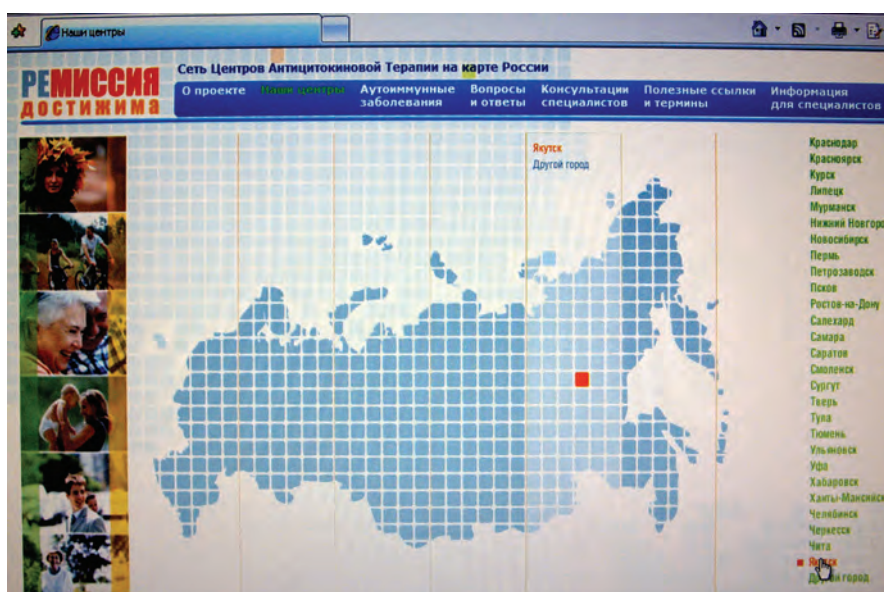 Наши центры
Сеть Центров Антицитокиновой Терапии на карте России
РЕМИССИЯ
ДОСТИЖИМА
О проекте
Наши центры
Аутоиммунные
заболевания
Вопросы
и ответы
Консультации
специалистов
Полезные ссылки
и термины
Информация
для специалистов
Якутск
Другой город
Краснодар
Красноярск
Курск
Липецк
Мурманск
Нижний Новгоро
Новосибирск
Пермь
Петрозаводск
Псков
Ростов-на-Дону
Салехард
Самара
Саратов
Смоленск
Сургут
Тверь
Тула
Тюмень
Ульяновск
Уфа
Хабаровск
Ханты-Мансийск
Челябинск
Черкесск
Чита
Якутск
Другой город